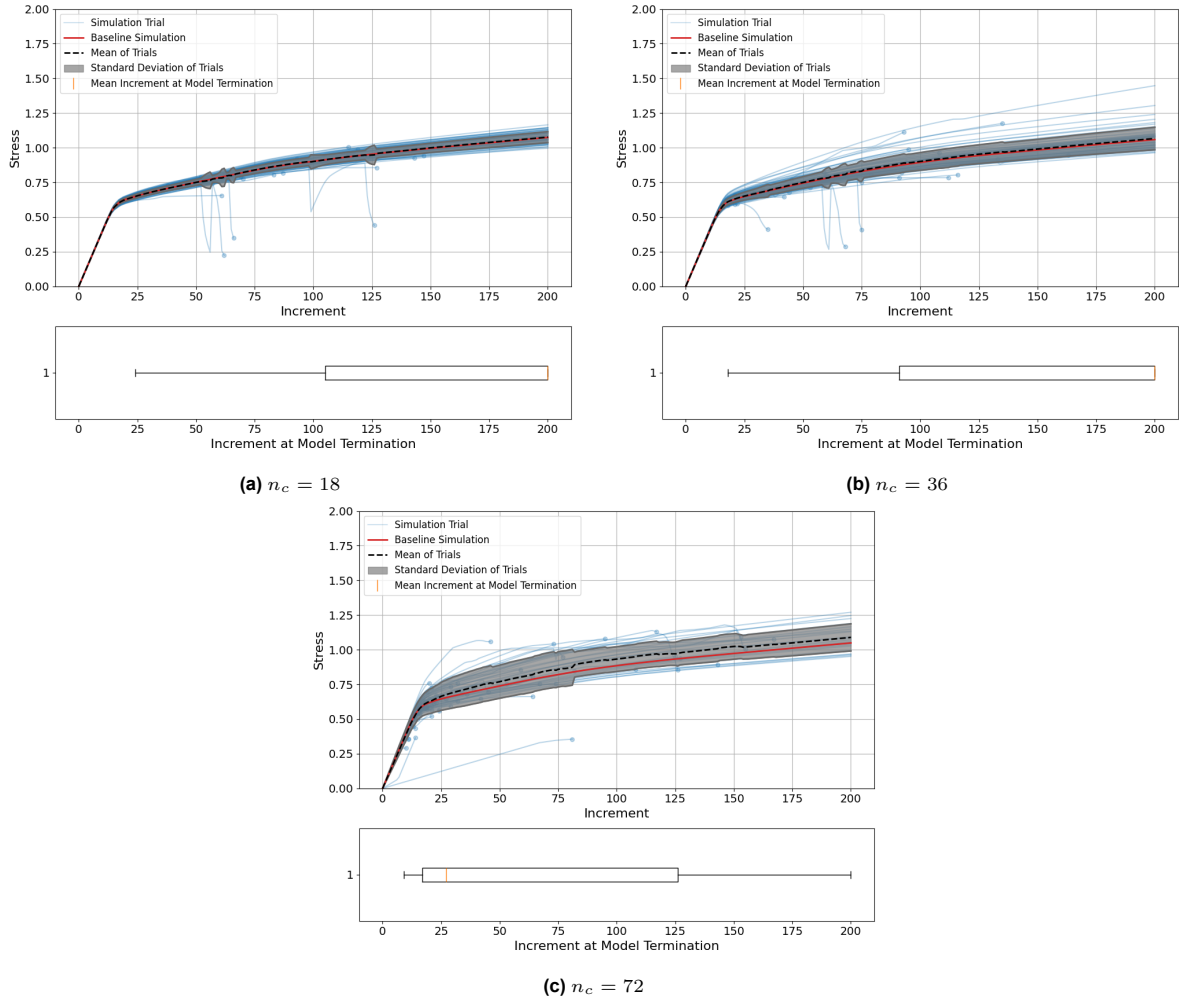 2.00
1.75
1.50
1.25
1.00
0.75
0.50
0.25
0.00
Stress
Simulation Trial
Baseline Simulation
Mean of Trials
Standard Deviation of Trials
Mean Increment at Model Termination
0 25 50 75 100 125 150 175 200
Increment
1
0 25 50 75 100 125 150 175 200
Increment at Model Termination
(a) n_c = 18
2.00
1.75
1.50
1.25
1.00
0.75
0.50
0.25
0.00
Stress
Simulation Trial
Baseline Simulation
Mean of Trials
Standard Deviation of Trials
Mean Increment at Model Termination
0 25 50 75 100 125 150 175 200
Increment
1
0 25 50 75 100 125 150 175 200
Increment at Model Termination
(b) n_c = 36
2.00
1.75
1.50
1.25
1.00
0.75
0.50
0.25
0.00
Stress
Simulation Trial
Baseline Simulation
Mean of Trials
Standard Deviation of Trials
Mean Increment at Model Termination
0 25 50 75 100 125 150 175 200
Increment
1
0 25 50 75 100 125 150 175 200
Increment at Model Termination
(c) n_c = 72